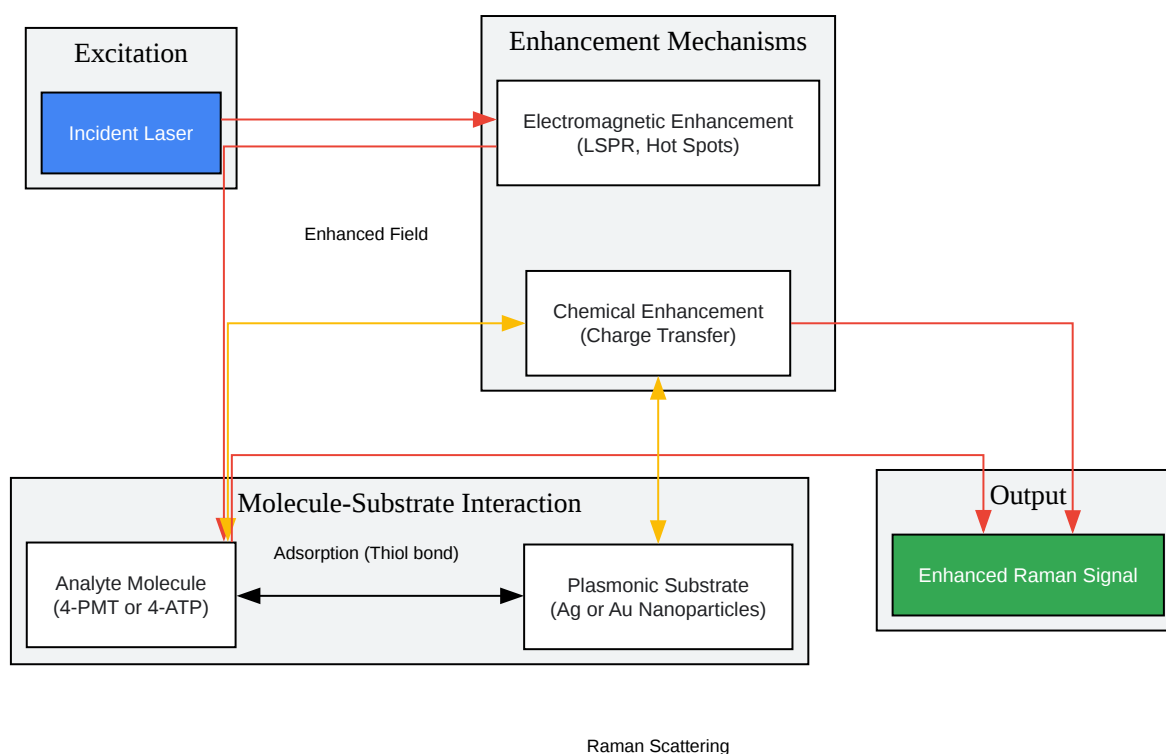 Excitation
Incident Laser
Enhancement Mechanisms
Electromagnetic Enhancement
(LSPR, Hot Spots)
Enhanced Field
Chemical Enhancement
(Charge Transfer)
Molecule-Substrate Interaction
Analyte Molecule
(4-PMT or 4-ATP)
Adsorption (Thiol bond)
Plasmonic Substrate
(Ag or Au Nanoparticles)
Output
Enhanced Raman Signal
Raman Scattering